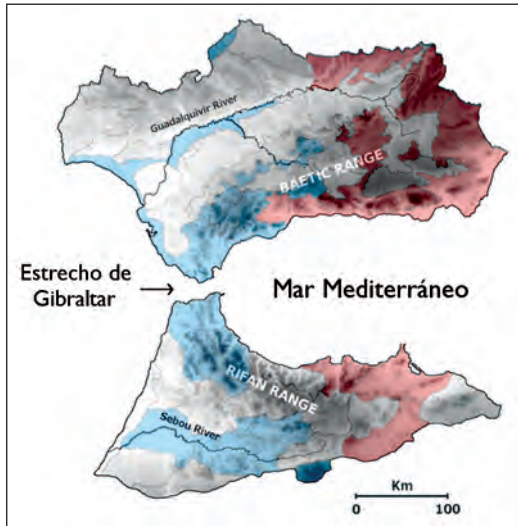 Guadalquivir River
BAETIC RANGE
Estrecho de
Gibraltar
Mar Mediterráneo
RIFAN RANGE
Sebou River
Km
0 100